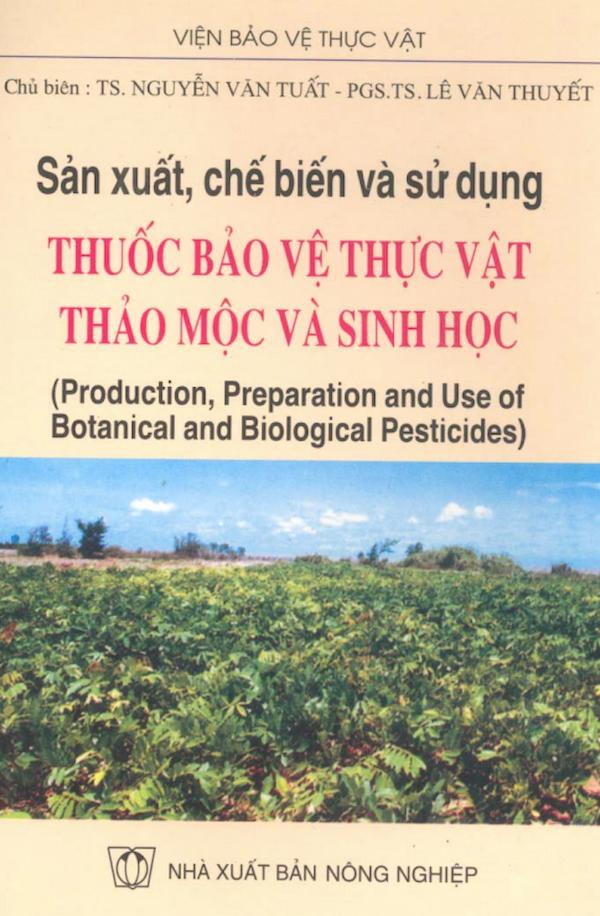 VIỆN BẢO VỆ THỰC VẬT
Chủ biên : TS. NGUYỄN VĂN TUẤT - PGS.TS. LÊ VĂN THUYẾT
Sản xuất, chế biến và sử dụng
THUỐC BẢO VỆ THỰC VẬT
THẢO MỘC VÀ SINH HỌC
(Production, Preparation and Use of
Botanical and Biological Pesticides)
NHÀ XUẤT BẢN NÔNG NGHIỆP